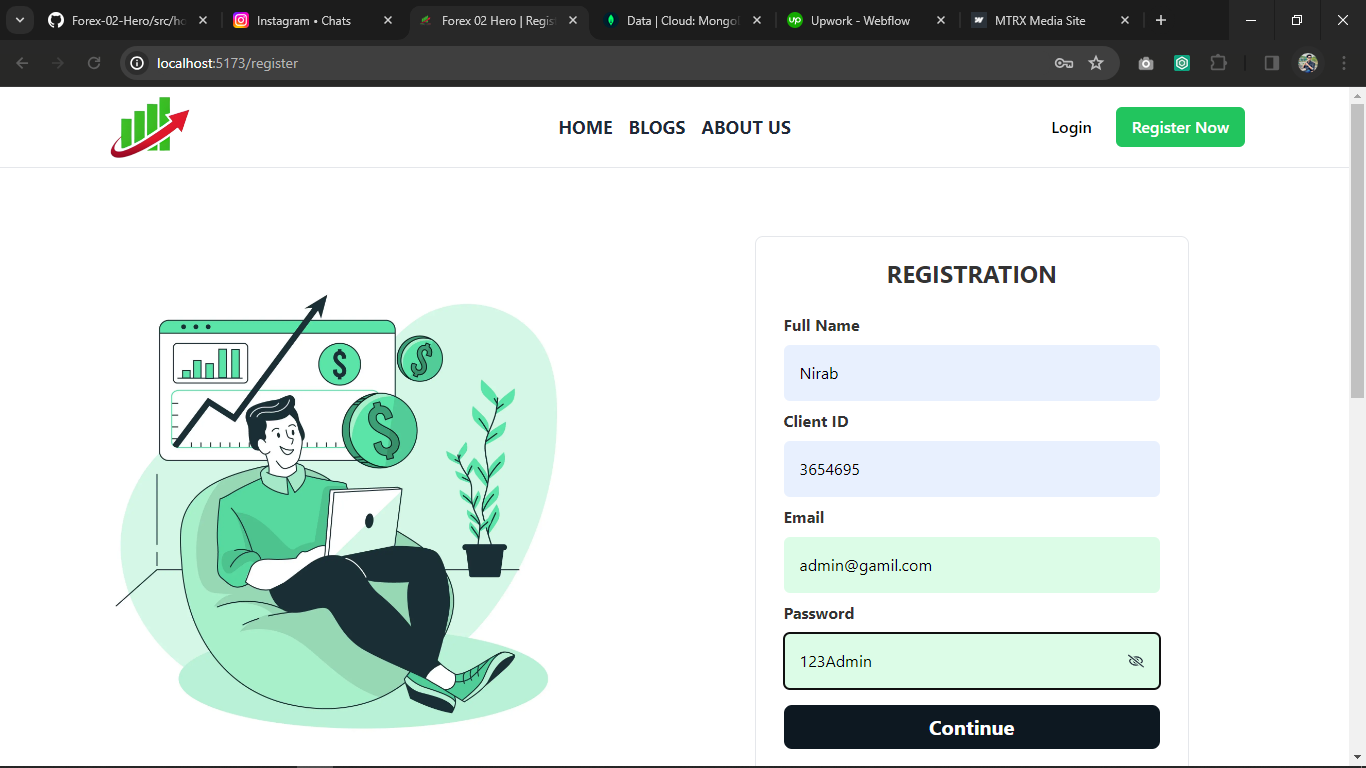 Forex-02-Hero/src/ho
Instagram • Chats
Forex 02 Hero | Regis
Data | Cloud: Mongo
Upwork - Webflow
MTRX Media Site
localhost:5173/register
HOME BLOGS ABOUT US
Login
Register Now
REGISTRATION
Full Name
Nirab
Client ID
3654695
Email
admin@gamil.com
Password
123Admin
Continue